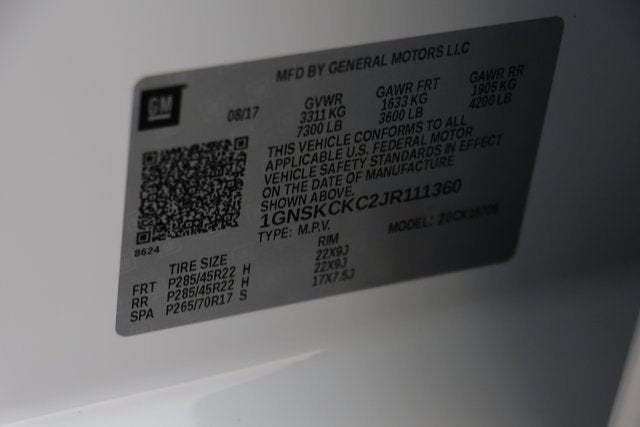 MFD BY GENERAL MOTORS LLC
GM
08/17 GVWR GAWR FRT GAWR RR
3311 KG 1633 KG 1905 KG
7300 LB 3600 LB 4200 LB
THIS VEHICLE CONFORMS TO ALL
APPLICABLE U.S. FEDERAL MOTOR
VEHICLE SAFETY STANDARDS IN EFFECT
ON THE DATE OF MANUFACTURE
SHOWN ABOVE.
1GNSKCKC2JR111360
TYPE: M.P.V. MODEL: 2SCK15706
8624
TIRE SIZE RIM
FRT P285/45R22 H 22X9J
RR P285/45R22 H 22X9J
SPA P265/70R17 S 17X7.5J